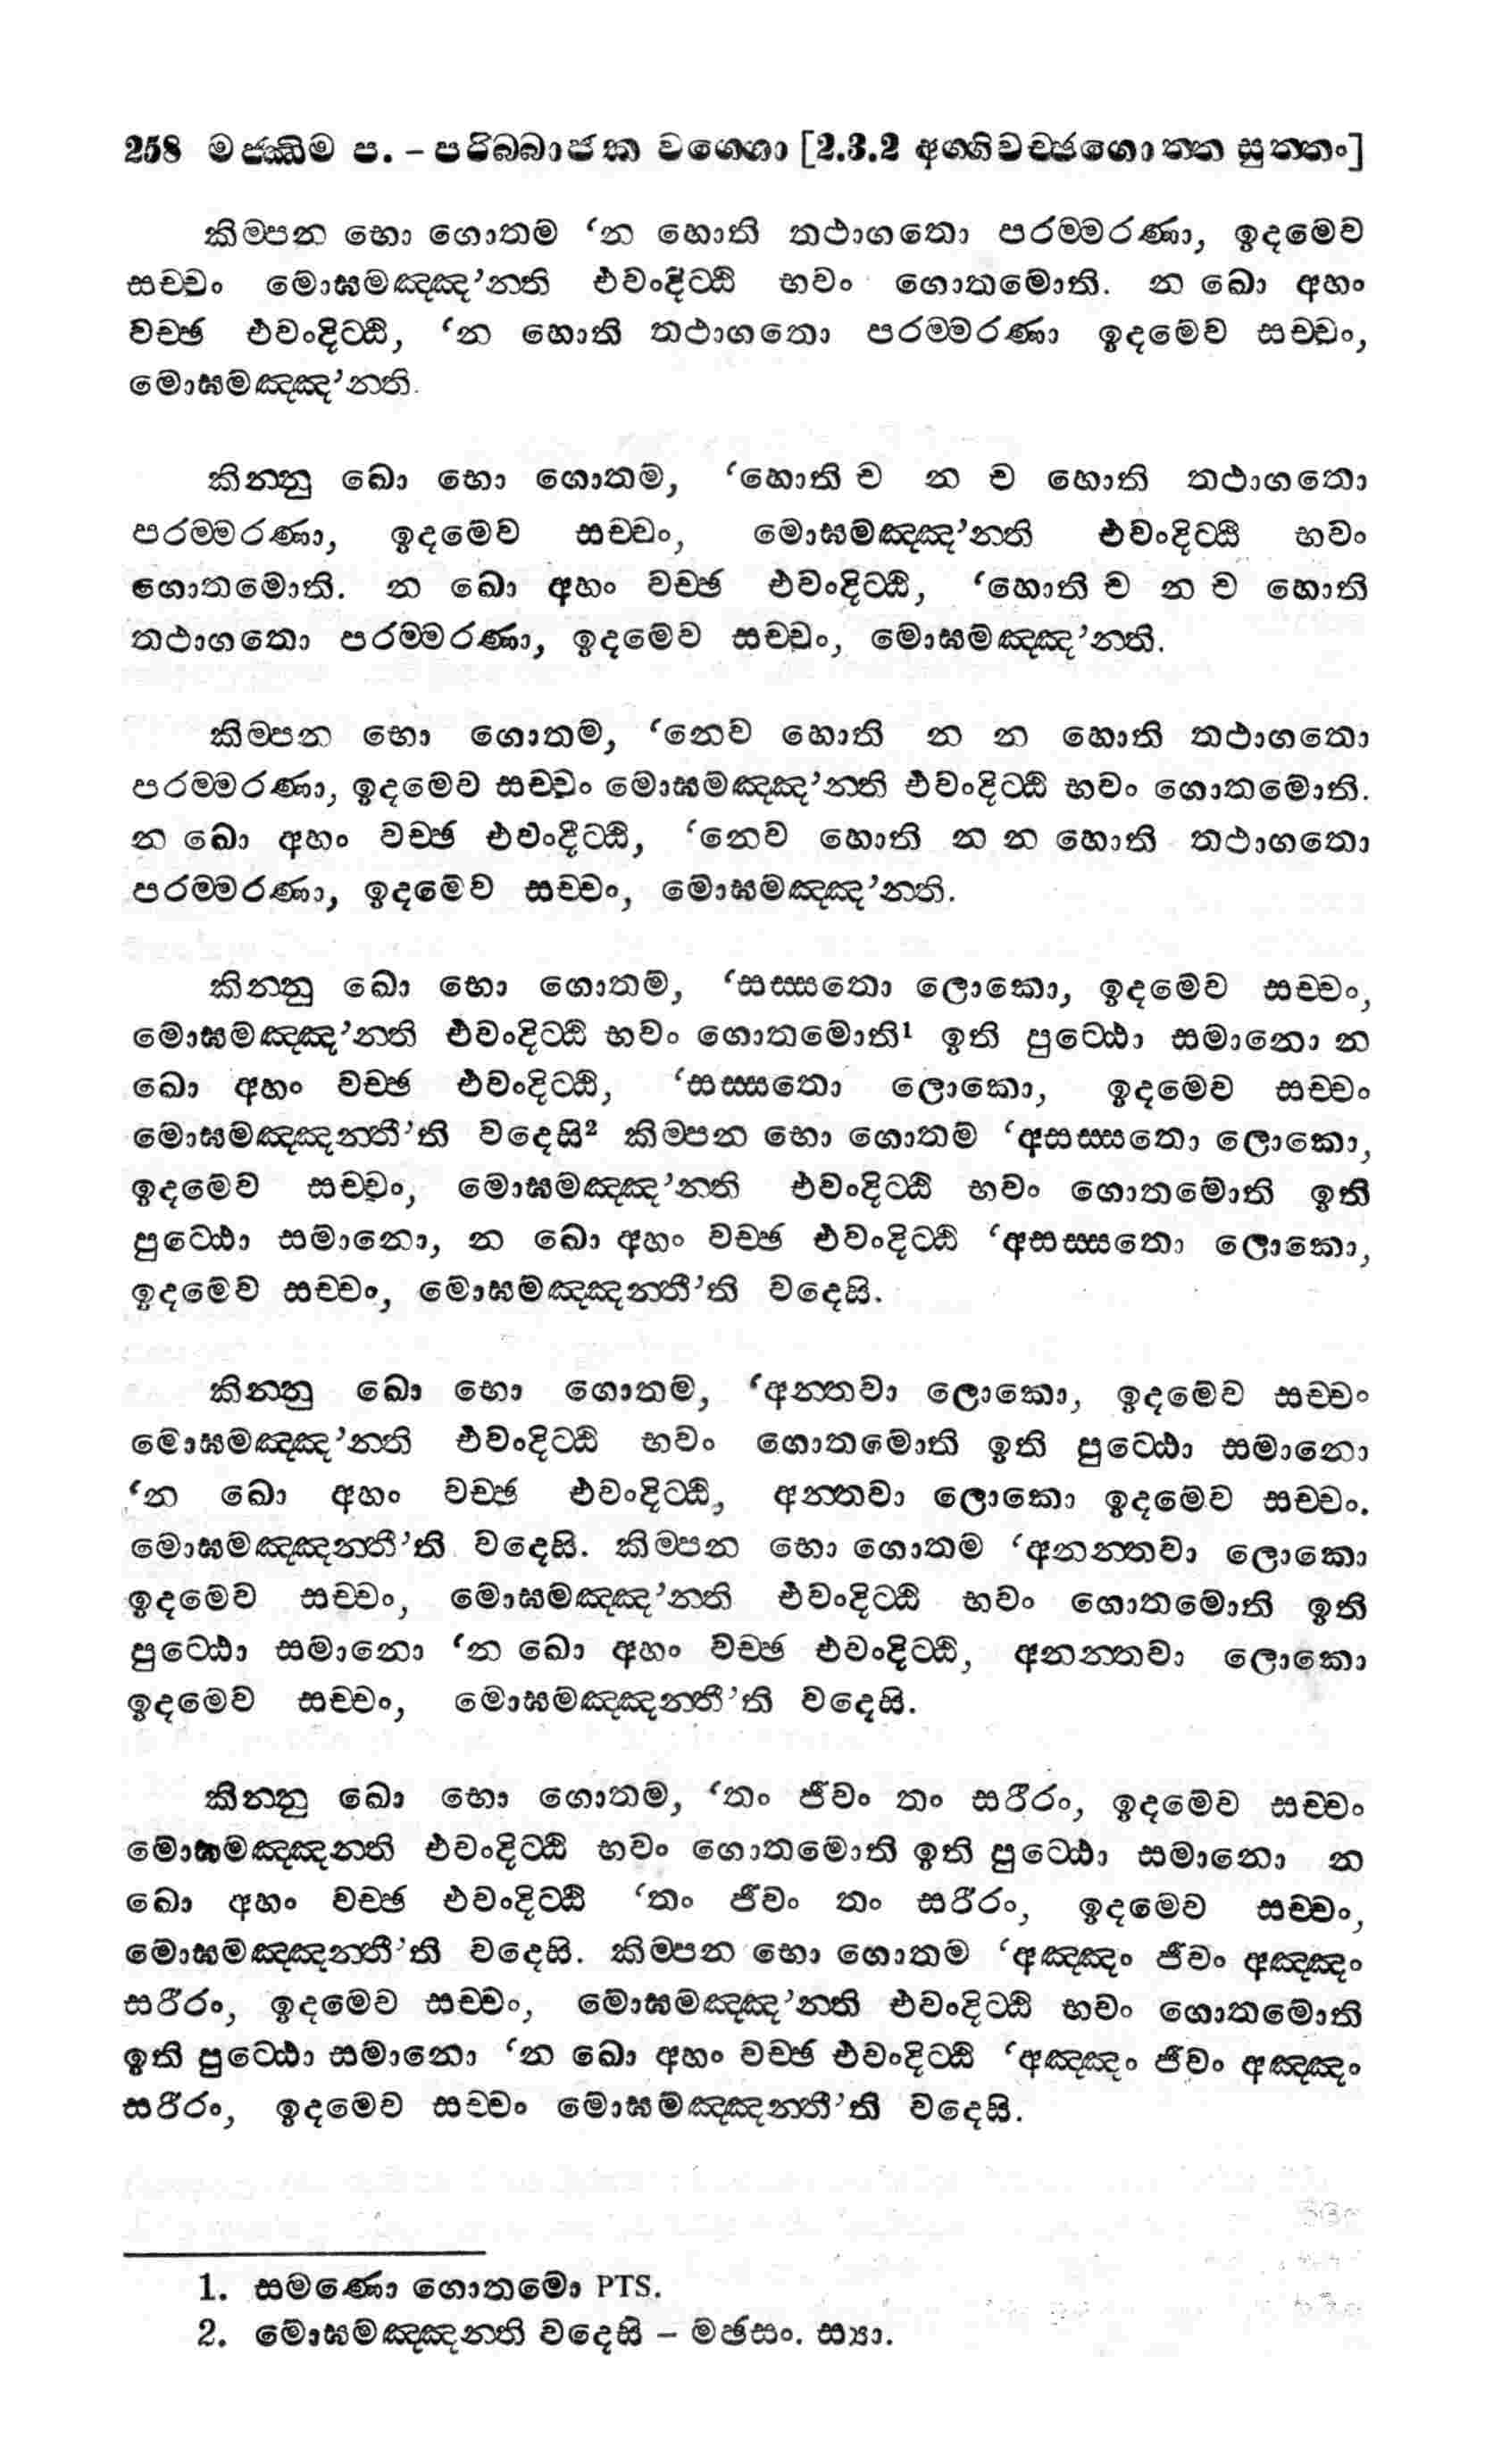 258 මජ්ඣිම ප. – පරිබ්බාජක වග්ගො [2.3.2 අග්ගිවච්ඡගොත්ත සුත්තං]
කිම්පන භො ගොතම ‘න හොති තථාගතො පරම්මරණා, ඉදමෙව
සච්චං මොඝමඤ්ඤ’න්ති එවංදිට්ඨි භවං ගොතමොති. න ඛො අහං
වච්ඡ එවංදිට්ඨි, ‘න හොති තථාගතො පරම්මරණා ඉදමෙව සච්චං,
මොඝමඤ්ඤ’න්ති.
කින්නු ඛො භො ගොතම, ‘හොති ච න ච හොති තථාගතො
පරම්මරණා, ඉදමෙව සච්චං, මොඝමඤ්ඤ’න්ති එවංදිට්ඨි භවං
ගොතමොති. න ඛො අහං වච්ඡ එවංදිට්ඨි, ‘හොති ච න ච හොති
තථාගතො පරම්මරණා, ඉදමෙව සච්චං, මොඝමඤ්ඤ’න්ති.
කිම්පන භො ගොතම, ‘නෙව හොති න න හොති තථාගතො
පරම්මරණා, ඉදමෙව සච්චං මොඝමඤ්ඤ’න්ති එවංදිට්ඨි භවං ගොතමොති.
න ඛො අහං වච්ඡ එවංදිට්ඨි, ‘නෙව හොති න න හොති තථාගතො
පරම්මරණා, ඉදමෙව සච්චං, මොඝමඤ්ඤ’න්ති.
කින්නු ඛො භො ගොතම, ‘සස්සතො ලොකො, ඉදමෙව සච්චං,
මොඝමඤ්ඤ’න්ති එවංදිට්ඨි භවං ගොතමොති¹ ඉති පුට්ඨො සමානො න
ඛො අහං වච්ඡ එවංදිට්ඨි, ‘සස්සතො ලොකො, ඉදමෙව සච්චං
මොඝමඤ්ඤන්ති’ති වදෙසි² කිම්පන භො ගොතම ‘අසස්සතො ලොකො,
ඉදමෙව සච්චං, මොඝමඤ්ඤ’න්ති එවංදිට්ඨි භවං ගොතමොති ඉති
පුට්ඨො සමානො, න ඛො අහං වච්ඡ එවංදිට්ඨි ‘අසස්සතො ලොකො,
ඉදමෙව සච්චං, මොඝමඤ්ඤන්තී’ති වදෙසි.
කින්නු ඛො භො ගොතම, ‘අන්තවා ලොකො, ඉදමෙව සච්චං
මොඝමඤ්ඤ’න්ති එවංදිට්ඨි භවං ගොතමොති ඉති පුට්ඨො සමානො
‘න ඛො අහං වච්ඡ එවංදිට්ඨි, අන්තවා ලොකො ඉදමෙව සච්චං.
මොඝමඤ්ඤන්තී’ති වදෙසි. කිම්පන භො ගොතම ‘අනන්තවා ලොකො
ඉදමෙව සච්චං, මොඝමඤ්ඤ’න්ති එවංදිට්ඨි භවං ගොතමොති ඉති
පුට්ඨො සමානො ‘න ඛො අහං වච්ඡ එවංදිට්ඨි, අනන්තවා ලොකො
ඉදමෙව සච්චං, මොඝමඤ්ඤන්තී’ති වදෙසි.
කින්නු ඛො භො ගොතම, ‘තං ජීවං තං සරීරං, ඉදමෙව සච්චං
මොඝමඤ්ඤන්ති එවංදිට්ඨි භවං ගොතමොති ඉති පුට්ඨො සමානො න
ඛො අහං වච්ඡ එවංදිට්ඨි ‘තං ජීවං තං සරීරං, ඉදමෙව සච්චං,
මොඝමඤ්ඤන්තී’ති වදෙසි. කිම්පන භො ගොතම ‘අඤ්ඤං ජීවං අඤ්ඤං
සරීරං, ඉදමෙව සච්චං, මොඝමඤ්ඤ’න්ති එවංදිට්ඨි භවං ගොතමොති
ඉති පුට්ඨො සමානො ‘න ඛො අහං වච්ඡ එවංදිට්ඨි ‘අඤ්ඤං ජීවං අඤ්ඤං
සරීරං, ඉදමෙව සච්චං මොඝමඤ්ඤන්තී’ති වදෙසි.
1. සමණො ගොතමො PTS.
2. මොඝමඤ්ඤන්ති වදෙසි – මඡසං. ස්‍යා.